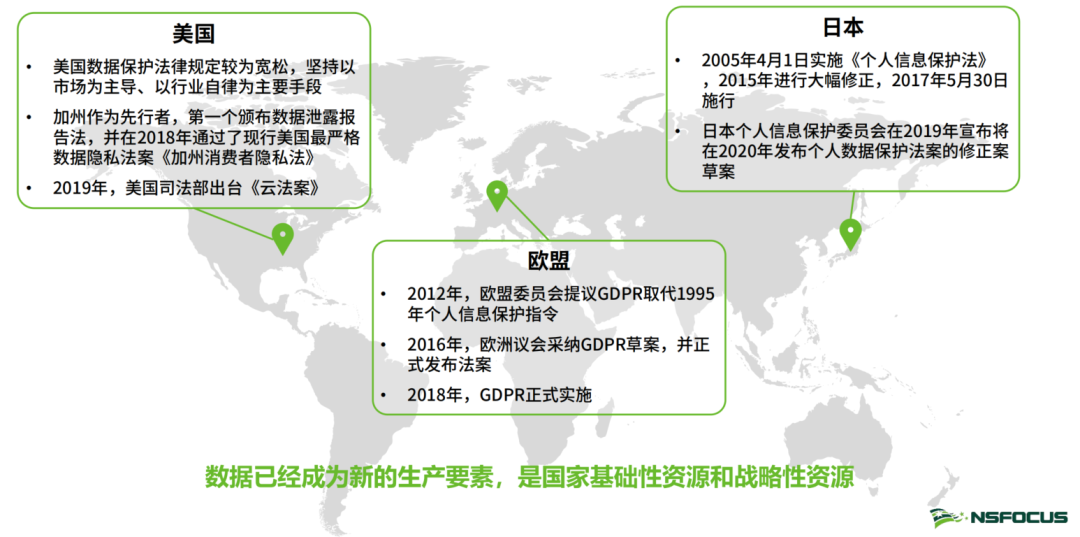 美国
• 美国数据保护法律规定较为宽松，坚持以
市场为主导、以行业自律为主要手段
• 加州作为先行者，第一个颁布数据泄露报
告法，并在2018年通过了现行美国最严格
数据隐私法案《加州消费者隐私法》
• 2019年，美国司法部出台《云法案》
日本
• 2005年4月1日实施《个人信息保护法》
，2015年进行大幅修正，2017年5月30日
施行
• 日本个人信息保护委员会在2019年宣布将
在2020年发布个人数据保护法案的修正案
草案
欧盟
• 2012年，欧盟委员会提议GDPR取代1995
年个人信息保护指令
• 2016年，欧洲议会采纳GDPR草案，并正
式发布法案
• 2018年，GDPR正式实施
数据已经成为新的生产要素，是国家基础性资源和战略性资源
NSFOCUS